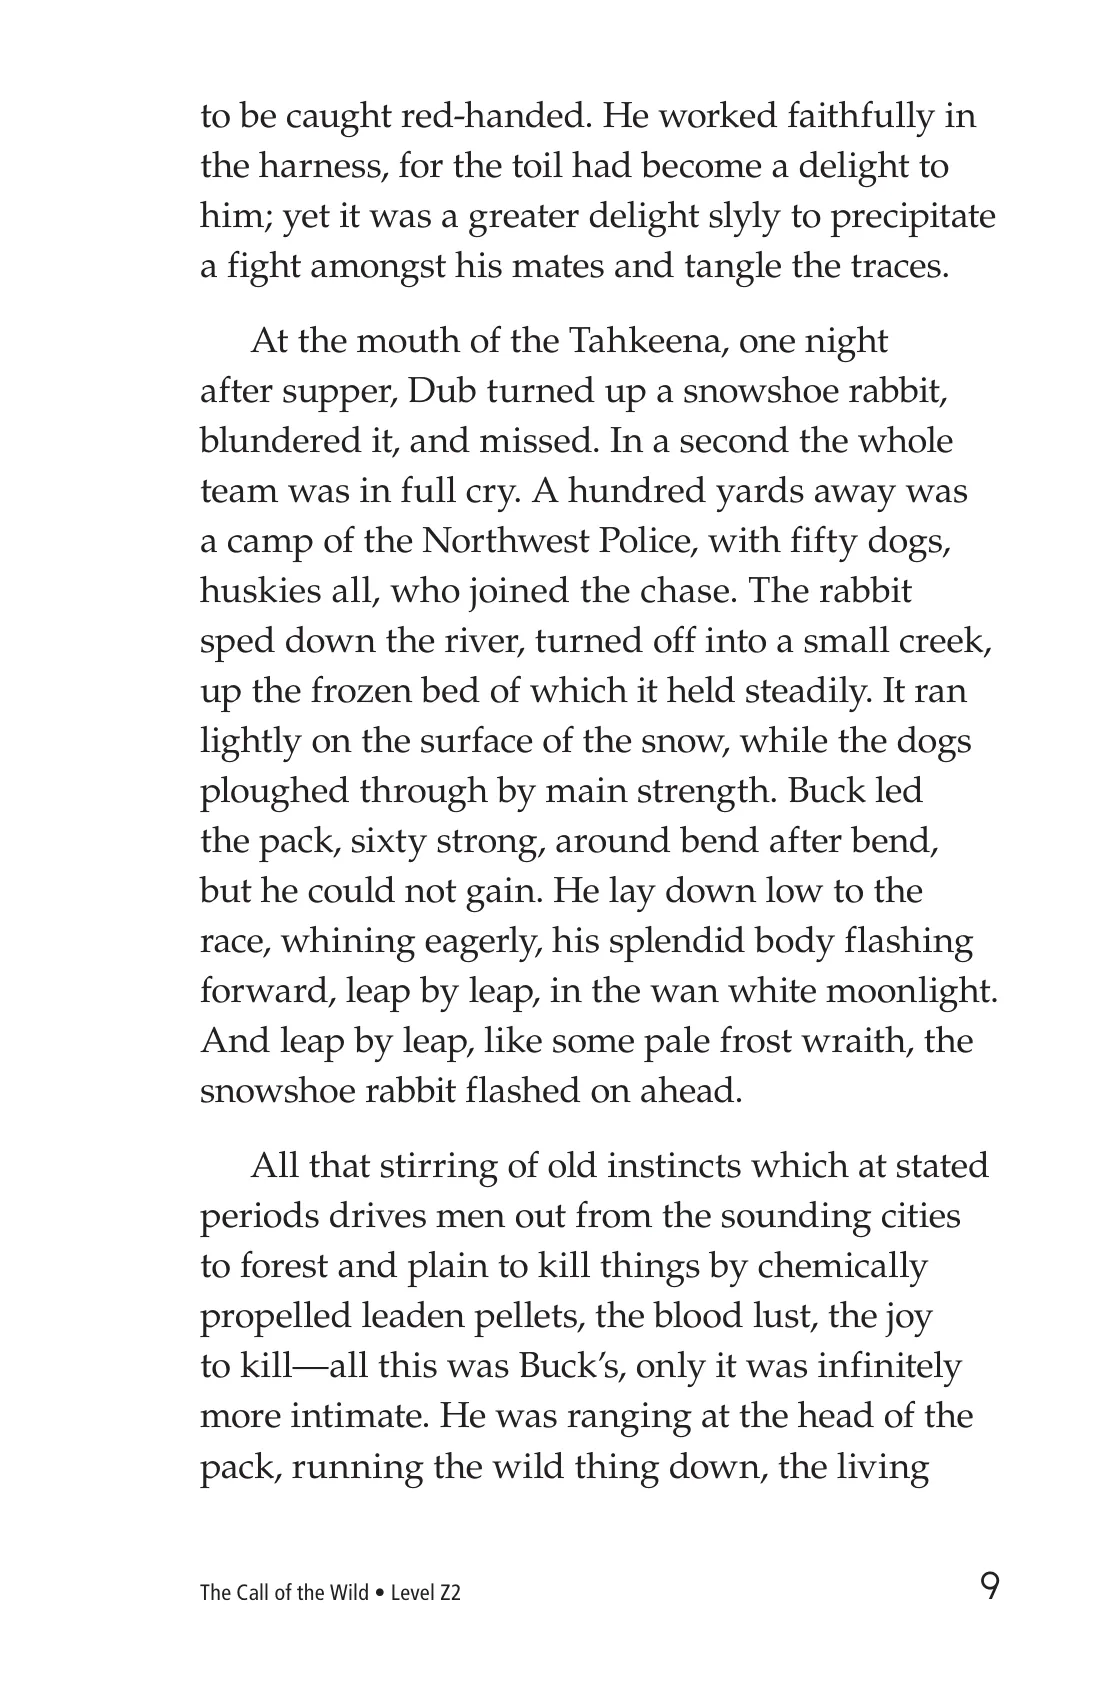 to be caught red-handed. He worked faithfully in
the harness, for the toil had become a delight to
him; yet it was a greater delight slyly to precipitate
a fight amongst his mates and tangle the traces.
At the mouth of the Tahkeena, one night
after supper, Dub turned up a snowshoe rabbit,
blundered it, and missed. In a second the whole
team was in full cry. A hundred yards away was
a camp of the Northwest Police, with fifty dogs,
huskies all, who joined the chase. The rabbit
sped down the river, turned off into a small creek,
up the frozen bed of which it held steadily. It ran
lightly on the surface of the snow, while the dogs
ploughed through by main strength. Buck led
the pack, sixty strong, around bend after bend,
but he could not gain. He lay down low to the
race, whining eagerly, his splendid body flashing
forward, leap by leap, in the wan white moonlight.
And leap by leap, like some pale frost wraith, the
snowshoe rabbit flashed on ahead.
All that stirring of old instincts which at stated
periods drives men out from the sounding cities
to forest and plain to kill things by chemically
propelled leaden pellets, the blood lust, the joy
to kill—all this was Buck’s, only it was infinitely
more intimate. He was ranging at the head of the
pack, running the wild thing down, the living
The Call of the Wild • Level Z2
9